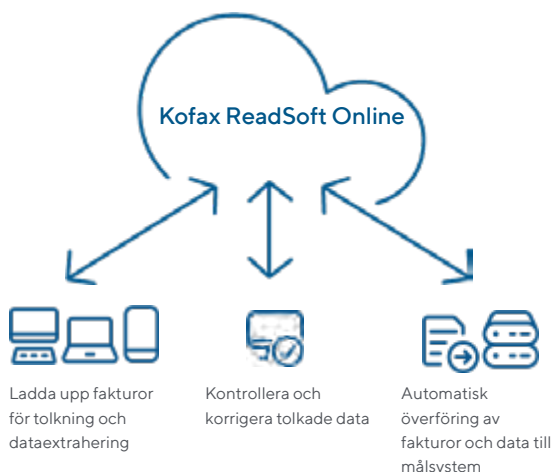 Kofax ReadSoft Online
Ladda upp fakturor
för tolkning och
dataextrahering
Kontrollera och
korrigera tolkade data
Automatisk
överföring av
fakturor och data till
målsystem